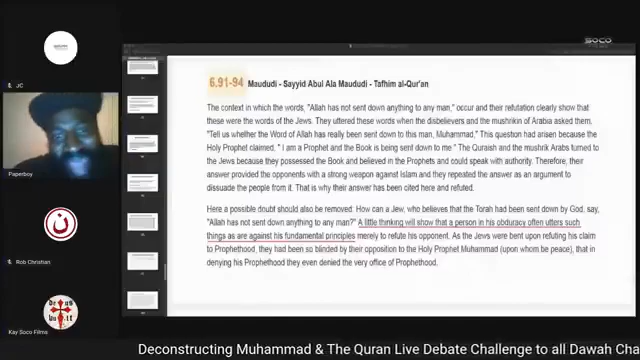 SOCO
FILMS
JC
6.91-94 Maududi - Sayyid Abul Ala Maududi - Tafhim al-Qur'an
The context in which the words, "Allah has not sent down anything to any man," occur and their refutation clearly show that
these were the words of the Jews. They uttered these words when the disbelievers and the mushrikin of Arabia asked them,
"Tell us whether the Word of Allah has really been sent down to this man, Muhammad," This question had arisen because the
Holy Prophet claimed, " I am a Prophet and the Book is being sent down to me " The Quraish and the mushrik Arabs turned to
the Jews because they possessed the Book and believed in the Prophets and could speak with authority. Therefore, their
answer provided the opponents with a strong weapon against Islam and they repeated the answer as an argument to
dissuade the people from it. That is why their answer has been cited here and refuted.
Paperboy
Here a possible doubt should also be removed: How can a Jew, who believes that the Torah had been sent down by God, say,
"Allah has not sent down anything to any man?" A little thinking will show that a person in his obduracy often utters such
things as are against his fundamental principles merely to refute his opponent. As the Jews were bent upon refuting his claim
to Prophethood, they had been so blinded by their opposition to the Holy Prophet Muhammad (upon whom be peace), that in
denying his Prophethood they even denied the very office of Prophethood.
ن
Rob Christian
Kay Soco Films
Deconstructing Muhammad & The Quran Live Debate Challenge to all Dawah Cha